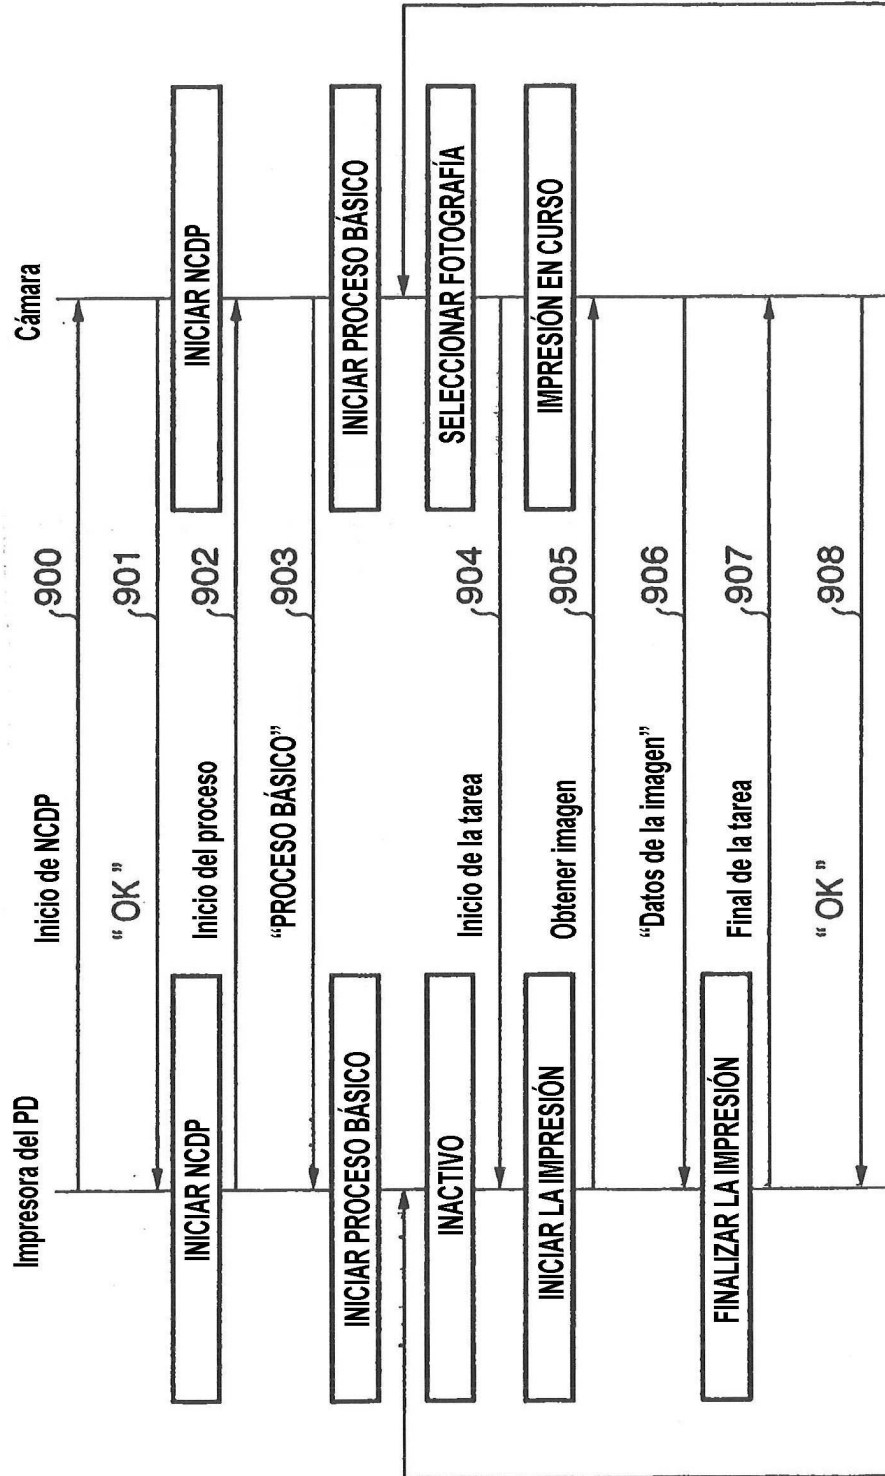 Impresora del PD
Cámara
Inicio de NCDP
900
“ OK ”
901
INICIAR NCDP
INICIAR NCDP
Inicio del proceso
902
“PROCESO BÁSICO”
903
INICIAR PROCESO BÁSICO
INICIAR PROCESO BÁSICO
INACTIVO
SELECCIONAR FOTOGRAFÍA
Inicio de la tarea
904
INICIAR LA IMPRESIÓN
IMPRESIÓN EN CURSO
Obtener imagen
905
“Datos de la imagen”
906
FINALIZAR LA IMPRESIÓN
Final de la tarea
907
“ OK ”
908